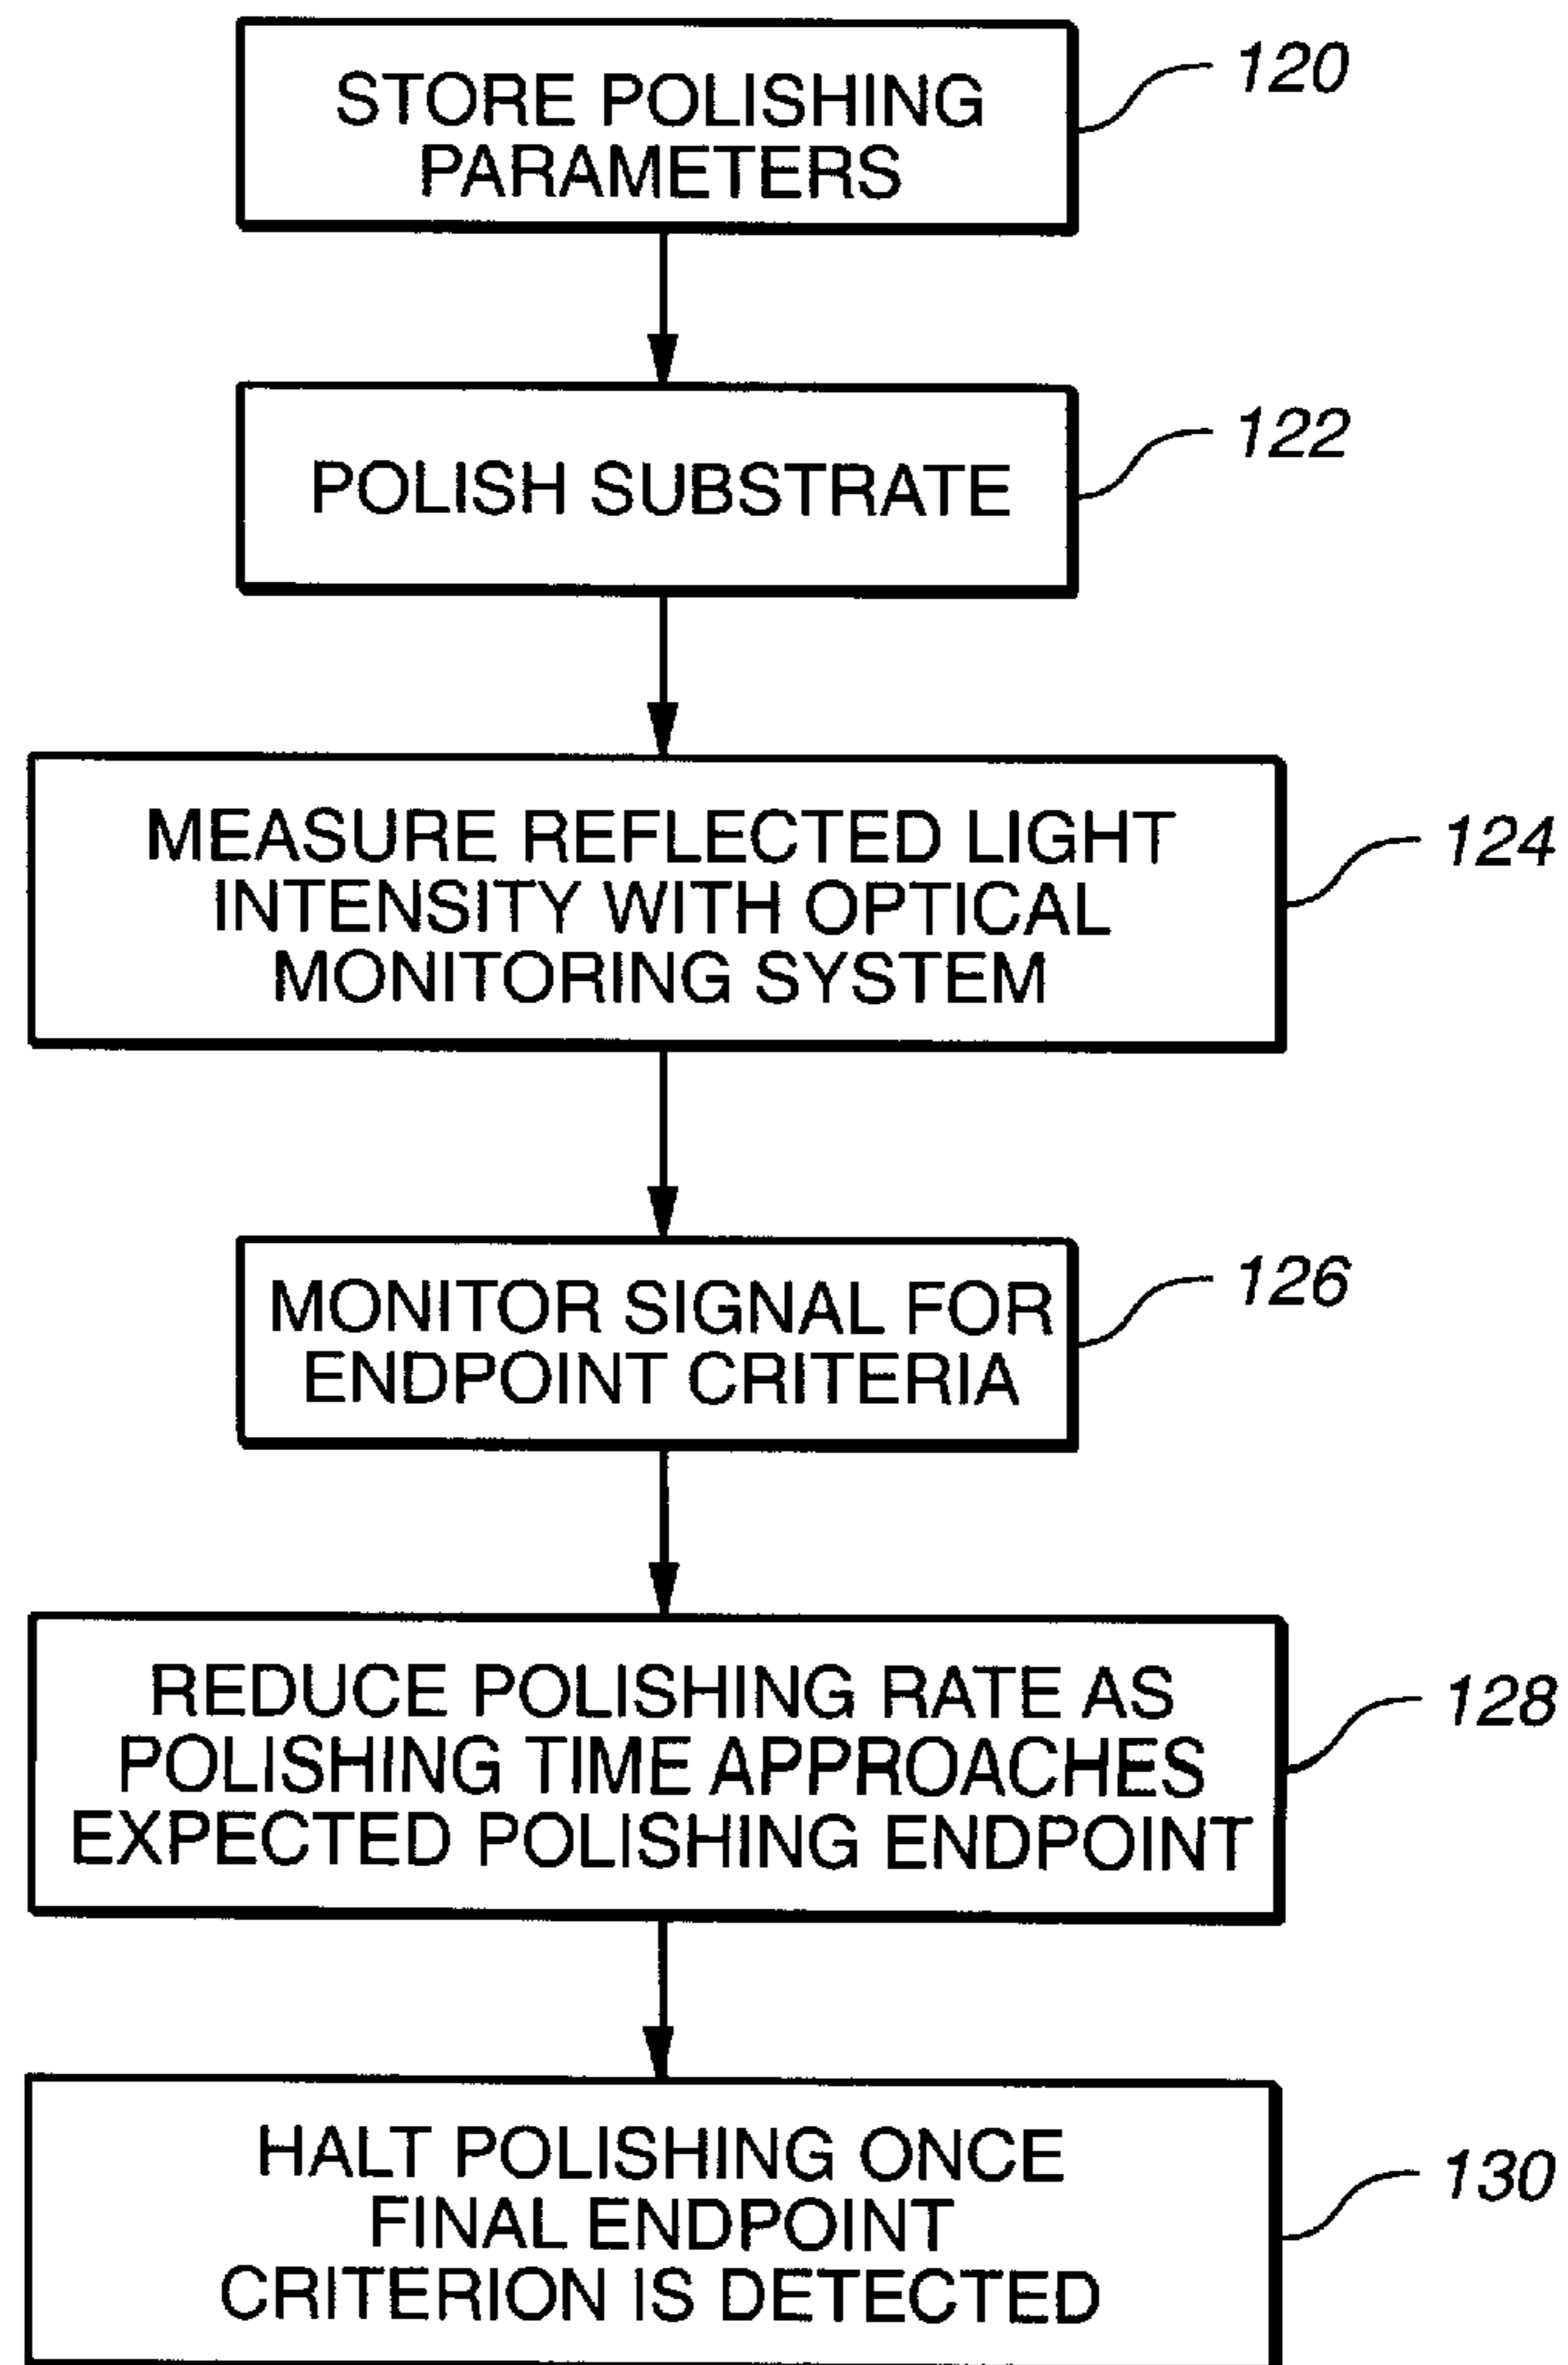 STORE POLISHING
PARAMETERS
120
POLISH SUBSTRATE
122
MEASURE REFLECTED LIGHT
INTENSITY WITH OPTICAL
MONITORING SYSTEM
124
MONITOR SIGNAL FOR
ENDPOINT CRITERIA
126
REDUCE POLISHING RATE AS
POLISHING TIME APPROACHES
EXPECTED POLISHING ENDPOINT
128
HALT POLISHING ONCE
FINAL ENDPOINT
CRITERION IS DETECTED
130